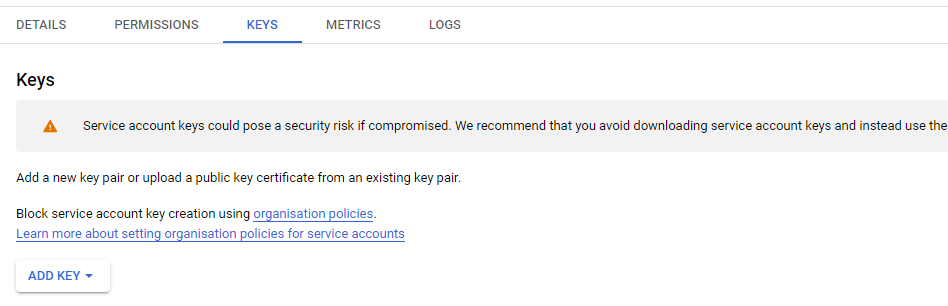 DETAILS PERMISSIONS KEYS METRICS LOGS
Keys
Service account keys could pose a security risk if compromised. We recommend that you avoid downloading service account keys and instead use the
Add a new key pair or upload a public key certificate from an existing key pair.
Block service account key creation using organisation policies.
Learn more about setting organisation policies for service accounts
ADD KEY